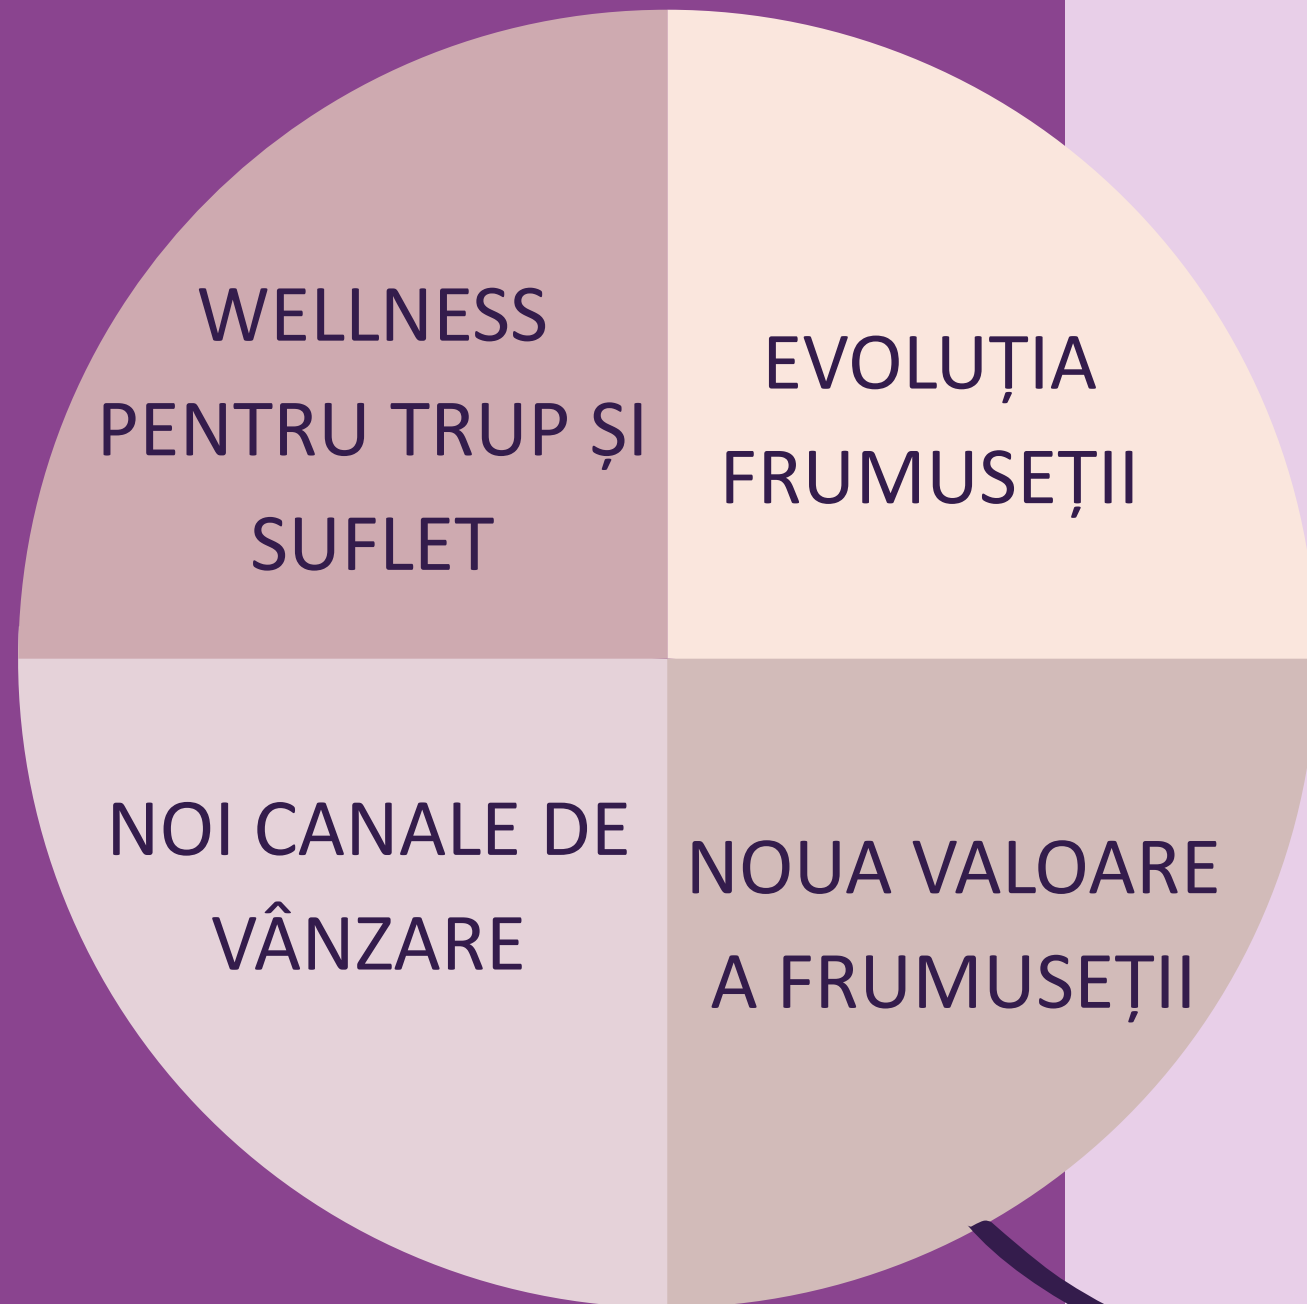 WELLNESS
PENTRU TRUP ȘI
SUFLET
EVOLUȚIA
FRUMUSEȚII
NOI CANALE DE
VÂNZARE
NOUA VALOARE
A FRUMUSEȚII